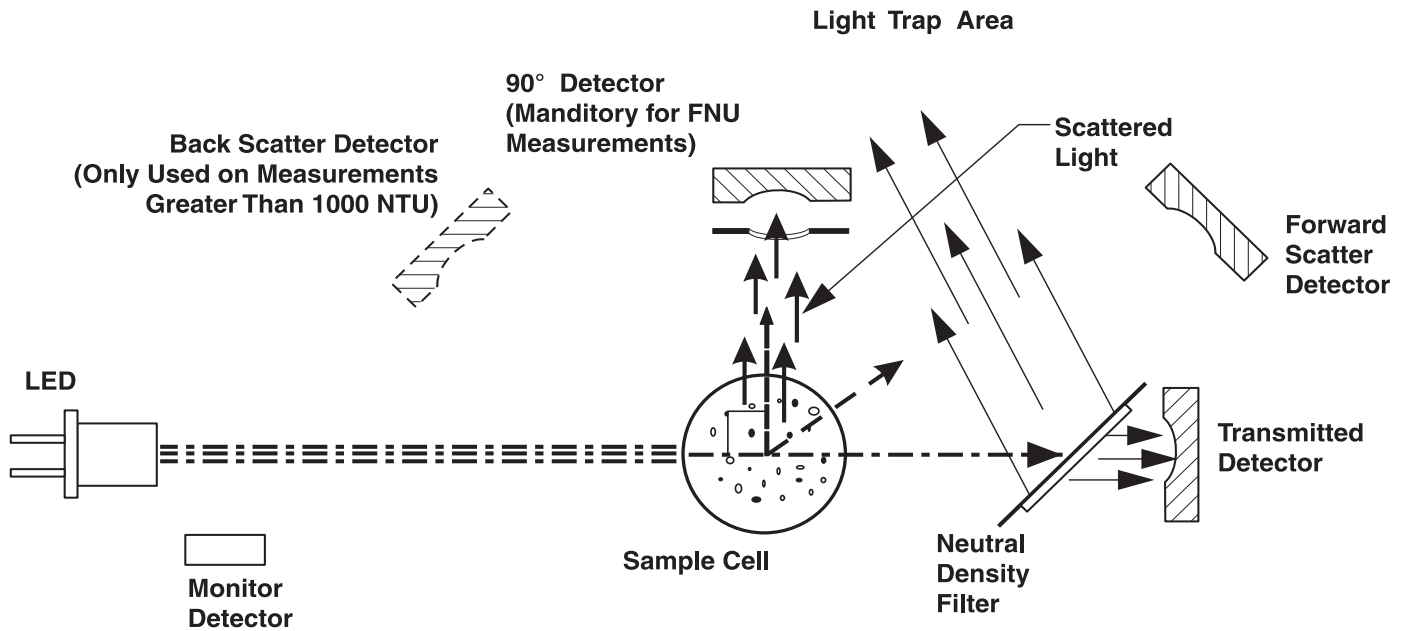 Light Trap Area
90° Detector
(Manditory for FNU
Measurements)
Back Scatter Detector
(Only Used on Measurements
Greater Than 1000 NTU)
Scattered
Light
Forward
Scatter
Detector
LED
Transmitted
Detector
Sample Cell
Neutral
Density
Filter
Monitor
Detector